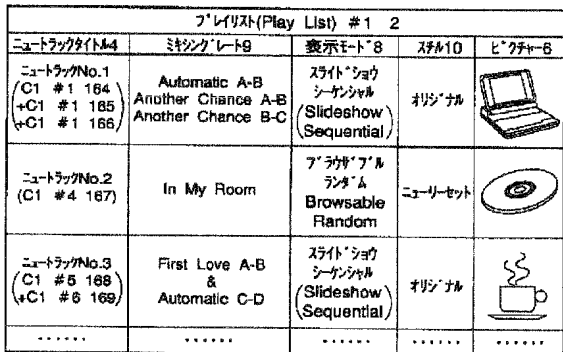 プレイリスト(Play List) #1 2
ニュートラックタイトル4 ミキシングレート9 表示モード8 スチル10 ピクチャー6
ニュートラックNo.1
(C1 #1 164)
+C1 #1 165
+C1 #1 166)
Automatic A-B
Another Chance A-B
Another Chance B-C
スライドショウ
シーケンシャル
(Slideshow
Sequential)
オリジナル
ニュートラックNo.2
(C1 #4 167)
In My Room
ブラウザブル
ランダム
Browsable
Random
ニューリーセット
ニュートラックNo.3
(C1 #5 168
+C1 #6 169)
First Love A-B
&
Automatic C-D
スライドショウ
シーケンシャル
(Slideshow
Sequential)
オリジナル
...... ...... ...... ...... ......